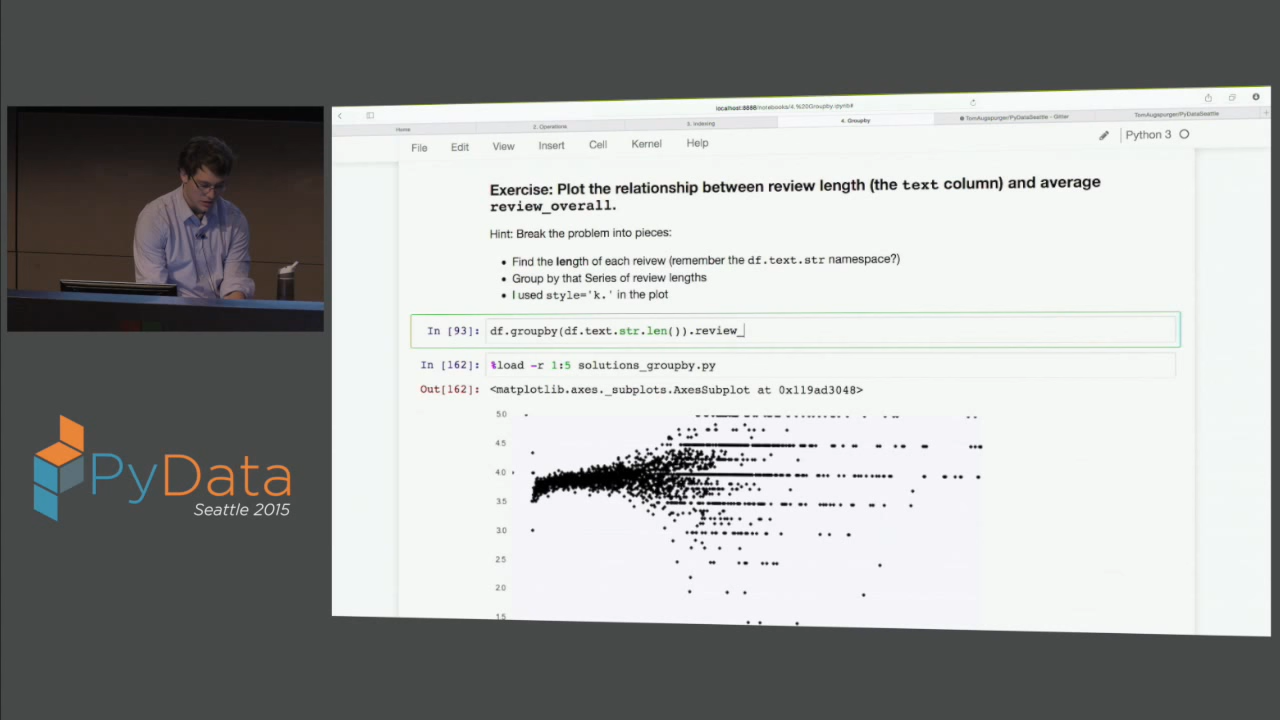 localhost:8888/notebooks/4.%20Groupby.ipynb#
Home
2. Operations
3. Indexing
4. Groupby
TomAugspurger/PyDataSeattle - Gitter
TomAugspurger/PyDataSeattle
File Edit View Insert Cell Kernel Help
Python 3
Exercise: Plot the relationship between review length (the text column) and average
review_overall.
Hint: Break the problem into pieces:
• Find the length of each reivew (remember the df.text.str namespace?)
• Group by that Series of review lengths
• I used style='k.' in the plot
In [93]: df.groupby(df.text.str.len()).review_
In [162]: %load -r 1:5 solutions_groupby.py
Out[162]: <matplotlib.axes._subplots.AxesSubplot at 0x119ad3048>
5.0
4.5
4.0
3.5
3.0
2.5
2.0
1.5
PyData
Seattle 2015